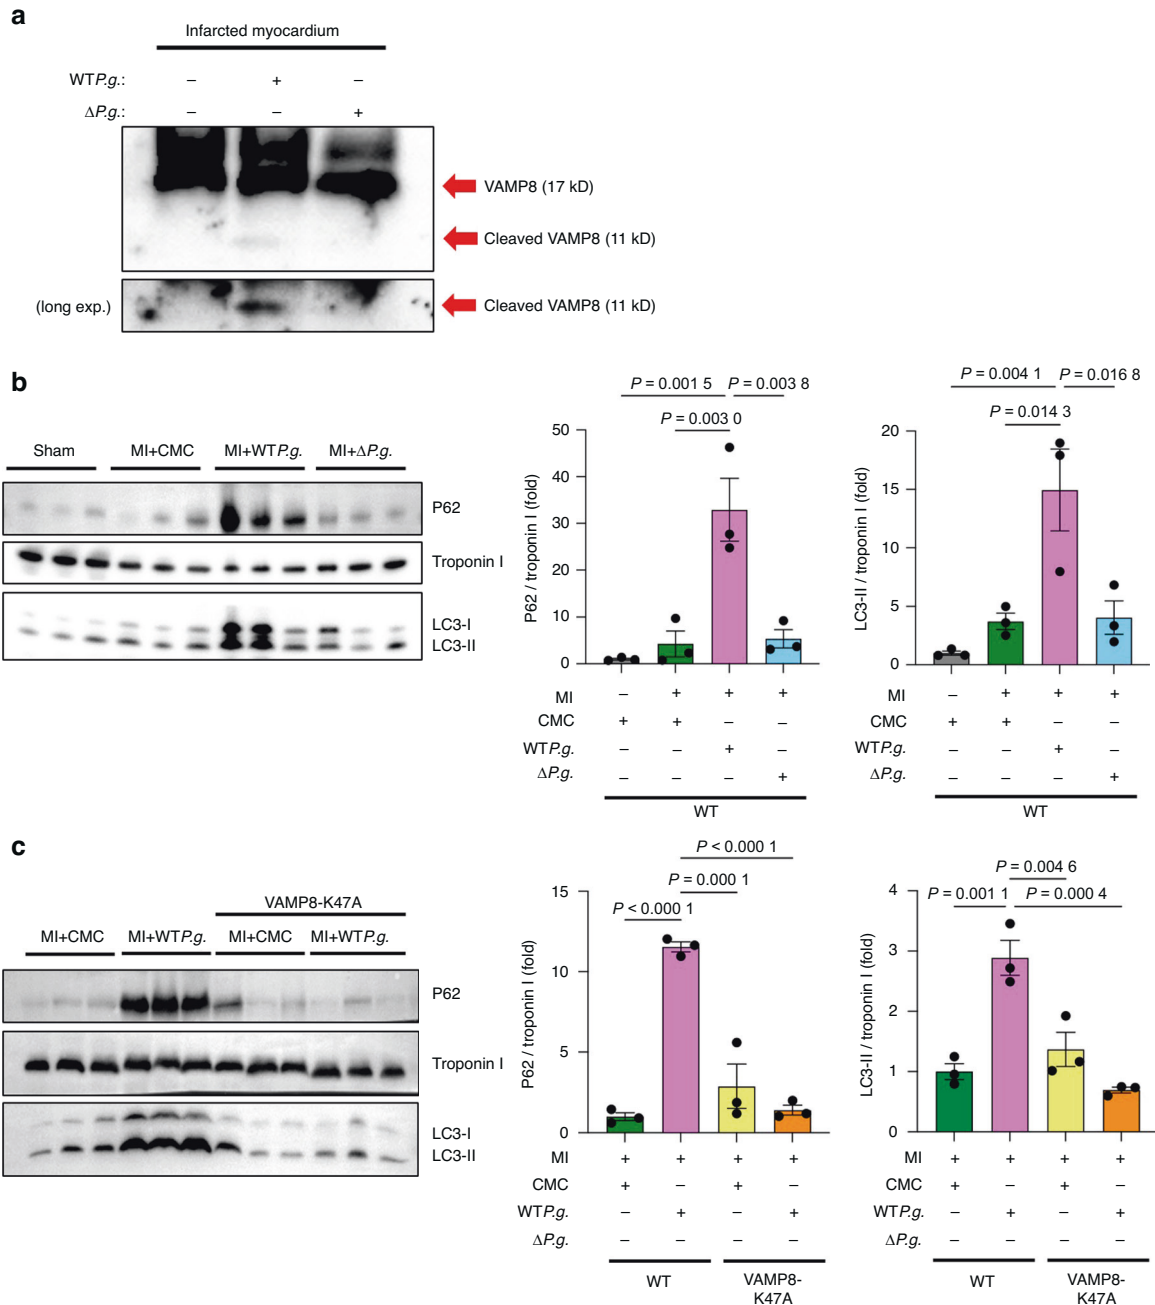 a
Infarcted myocardium
WTP.g.: – + –
ΔP.g.: – – +
VAMP8 (17 kD)
Cleaved VAMP8 (11 kD)
(long exp.)
Cleaved VAMP8 (11 kD)
b
Sham MI+CMC MI+WTP.g. MI+ΔP.g.
P62
Troponin I
LC3-I
LC3-II
P = 0.001 5 P = 0.003 8
P = 0.003 0
P62 / troponin I (fold)
50
40
30
20
10
0
MI – + + +
CMC + + – –
WTP.g. – – + –
ΔP.g. – – – +
WT
P = 0.004 1 P = 0.016 8
P = 0.014 3
LC3-II / troponin I (fold)
20
15
10
5
0
MI – + + +
CMC + + – –
WTP.g. – – + –
ΔP.g. – – – +
WT
c
VAMP8-K47A
MI+CMC MI+WTP.g. MI+CMC MI+WTP.g.
P62
Troponin I
LC3-I
LC3-II
P < 0.000 1
P = 0.000 1
P < 0.000 1
P62 / troponin I (fold)
15
10
5
0
MI + + + +
CMC + – + –
WTP.g. – + – +
ΔP.g. – – – –
WT VAMP8-
K47A
P = 0.004 6
P = 0.001 1 P = 0.000 4
LC3-II / troponin I (fold)
4
3
2
1
0
MI + + + +
CMC + – + –
WTP.g. – + – +
ΔP.g. – – – –
WT VAMP8-
K47A